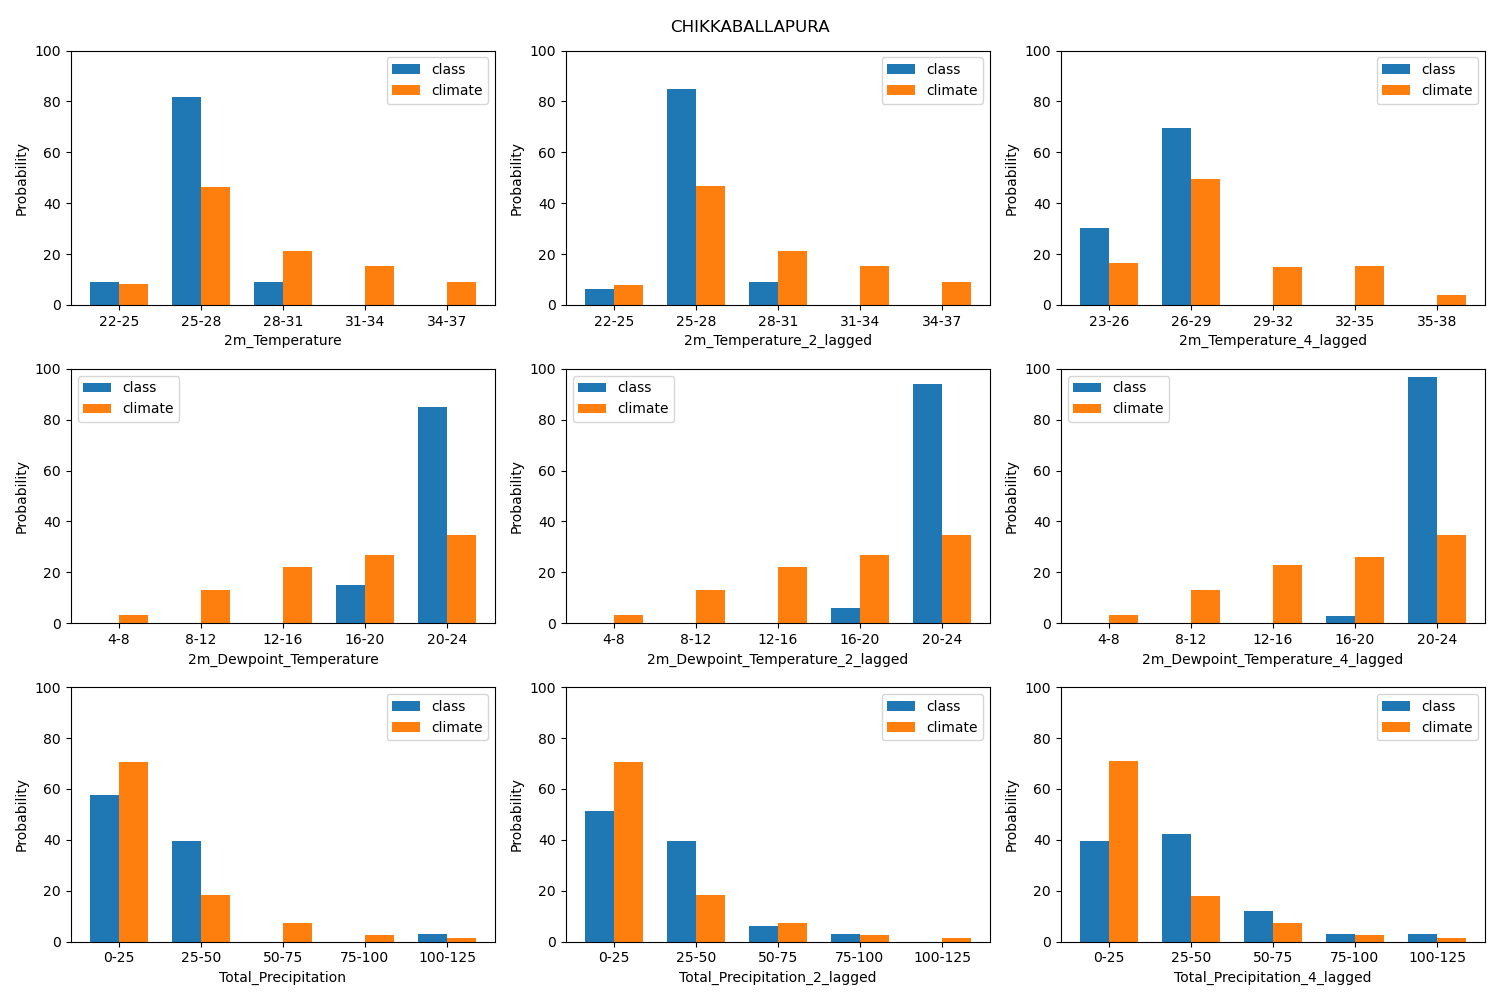 CHIKKABALLAPURA
100
80
60
40
20
0
Probability
class
climate
22-25 25-28 28-31 31-34 34-37
2m_Temperature
100
80
60
40
20
0
Probability
class
climate
22-25 25-28 28-31 31-34 34-37
2m_Temperature_2_lagged
100
80
60
40
20
0
Probability
class
climate
23-26 26-29 29-32 32-35 35-38
2m_Temperature_4_lagged
100
80
60
40
20
0
Probability
class
climate
4-8 8-12 12-16 16-20 20-24
2m_Dewpoint_Temperature
100
80
60
40
20
0
Probability
class
climate
4-8 8-12 12-16 16-20 20-24
2m_Dewpoint_Temperature_2_lagged
100
80
60
40
20
0
Probability
class
climate
4-8 8-12 12-16 16-20 20-24
2m_Dewpoint_Temperature_4_lagged
100
80
60
40
20
0
Probability
class
climate
0-25 25-50 50-75 75-100 100-125
Total_Precipitation
100
80
60
40
20
0
Probability
class
climate
0-25 25-50 50-75 75-100 100-125
Total_Precipitation_2_lagged
100
80
60
40
20
0
Probability
class
climate
0-25 25-50 50-75 75-100 100-125
Total_Precipitation_4_lagged